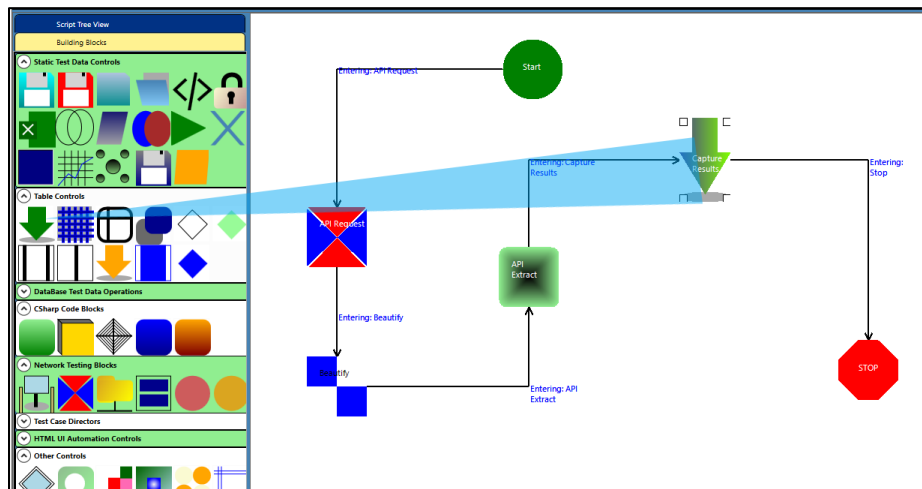 Script Tree View
Building Blocks
Static Test Data Controls
Table Controls
DataBase Test Data Operations
CSharp Code Blocks
Network Testing Blocks
Test Case Directors
HTML UI Automation Controls
Other Controls
Start
Entering: API Request
API Request
Entering: Beautify
Beautify
Entering: API
Extract
API
Extract
Entering: Capture
Results
Capture
Results
Entering:
Stop
STOP